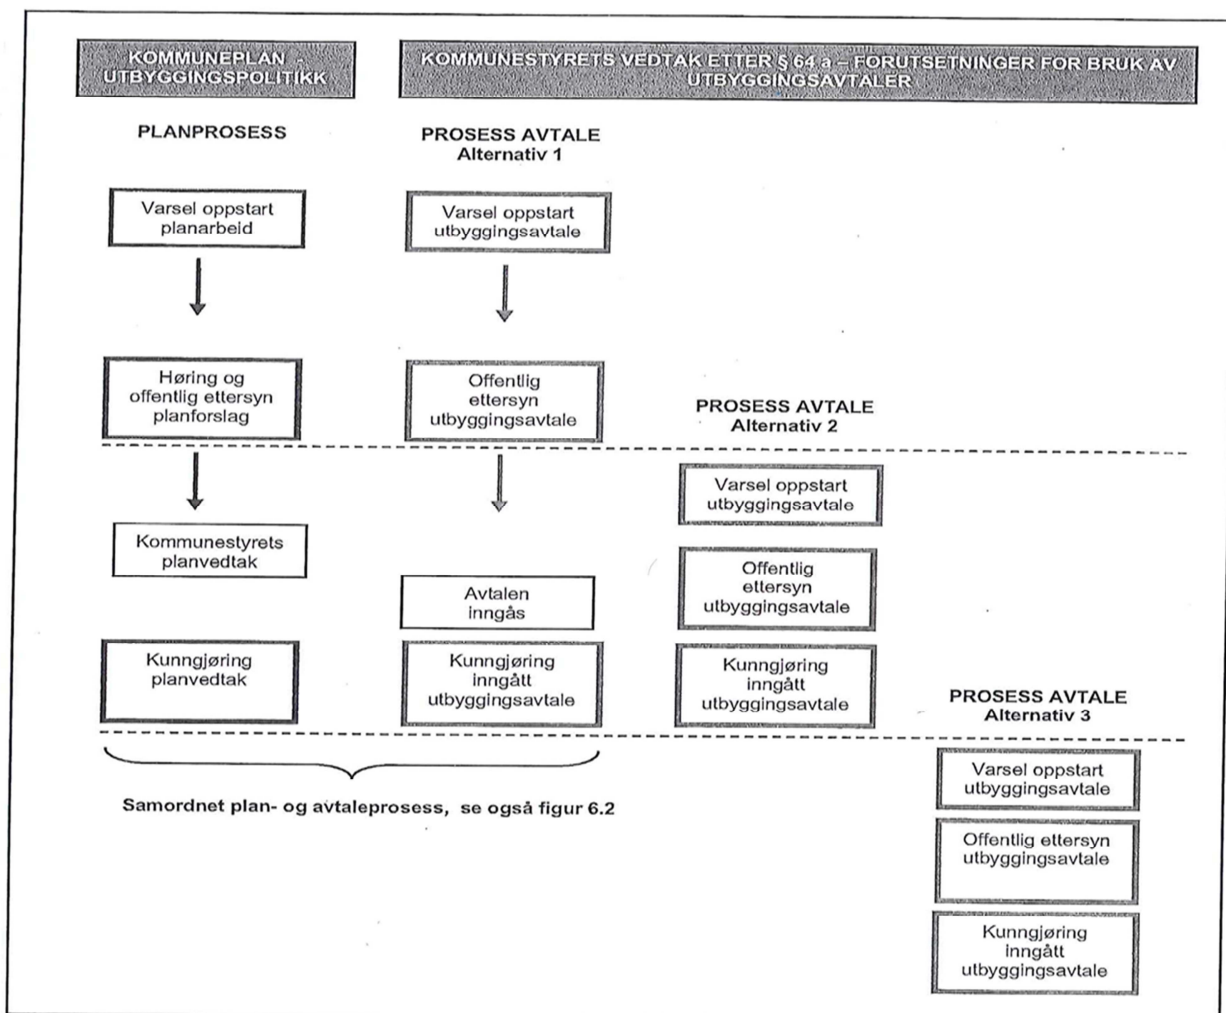 KOMMUNEPLAN -
UTBYGGINGSPOLITIKK
KOMMUNESTYRETS VEDTAK ETTER § 64 a – FORUTSETNINGER FOR BRUK AV
UTBYGGINGSAVTALER
PLANPROSESS
PROSESS AVTALE
Alternativ 1
Varsel oppstart
planarbeid
Varsel oppstart
utbyggingsavtale
Høring og
offentlig ettersyn
planforslag
Offentlig
ettersyn
utbyggingsavtale
PROSESS AVTALE
Alternativ 2
Varsel oppstart
utbyggingsavtale
Kommunestyrets
planvedtak
Offentlig
ettersyn
utbyggingsavtale
Avtalen
inngås
Kunngjøring
planvedtak
Kunngjøring
inngått
utbyggingsavtale
Kunngjøring
inngått
utbyggingsavtale
PROSESS AVTALE
Alternativ 3
Varsel oppstart
utbyggingsavtale
Samordnet plan- og avtaleprosess, se også figur 6.2
Offentlig ettersyn
utbyggingsavtale
Kunngjøring
inngått
utbyggingsavtale